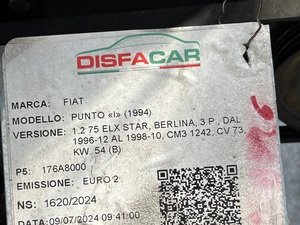 DISFACAR
MARCA: FIAT
MODELLO: PUNTO «I» (1994)
VERSIONE: 1.2 75 ELX STAR, BERLINA, 3 P., DAL
1996-12 AL 1998-10, CM3 1242, CV 73,
KW 54 (B)
P5: 176A8000
EMISSIONE: EURO 2
NS: 1620/2024
DATA: 09/07/2024 09:41:00